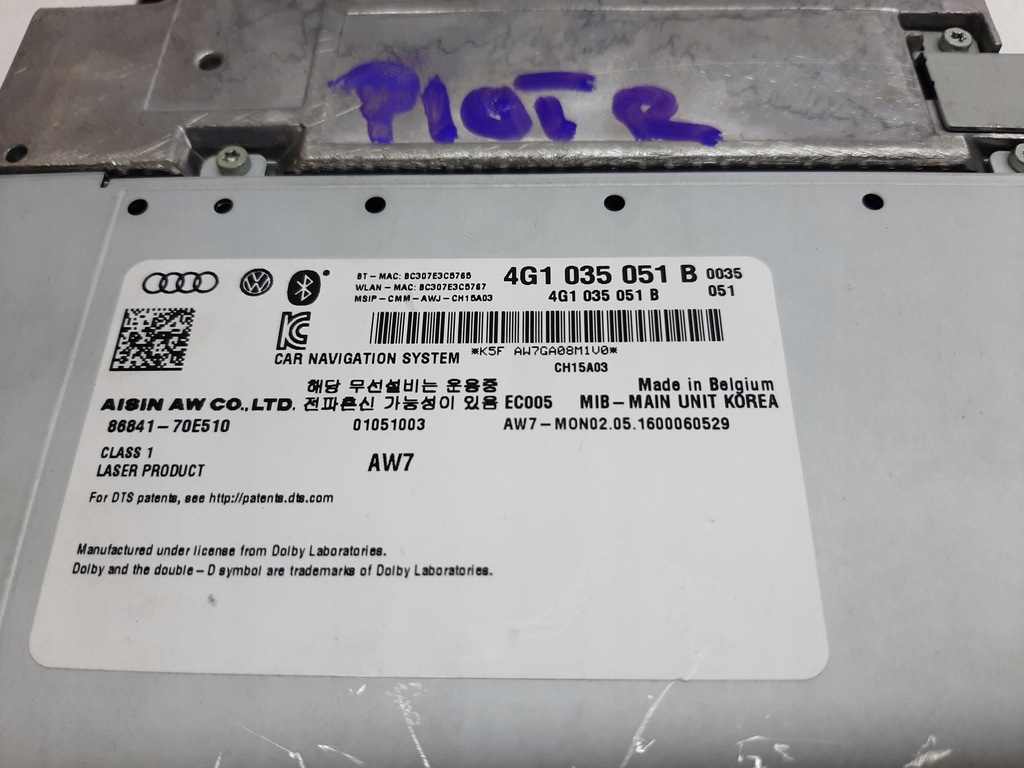 PIOTR
BT-MAC: 8C307E3C5765
WLAN-MAC: 8C307E3C5767
MSIP-CMM-AWJ-CH15A03
4G1 035 051 B 0035
4G1 035 051 B 051
*K5F AW7GA08M1V0*
CAR NAVIGATION SYSTEM
CH15A03
해당 무선설비는 운용중
Made in Belgium
AISIN AW CO.,LTD. 전파혼신 가능성이 있음 EC005 MIB-MAIN UNIT KOREA
86841-70E510 01051003 AW7-MON02.05.1600060529
CLASS 1
LASER PRODUCT
AW7
For DTS patents, see http://patents.dts.com
Manufactured under license from Dolby Laboratories.
Dolby and the double-D symbol are trademarks of Dolby Laboratories.